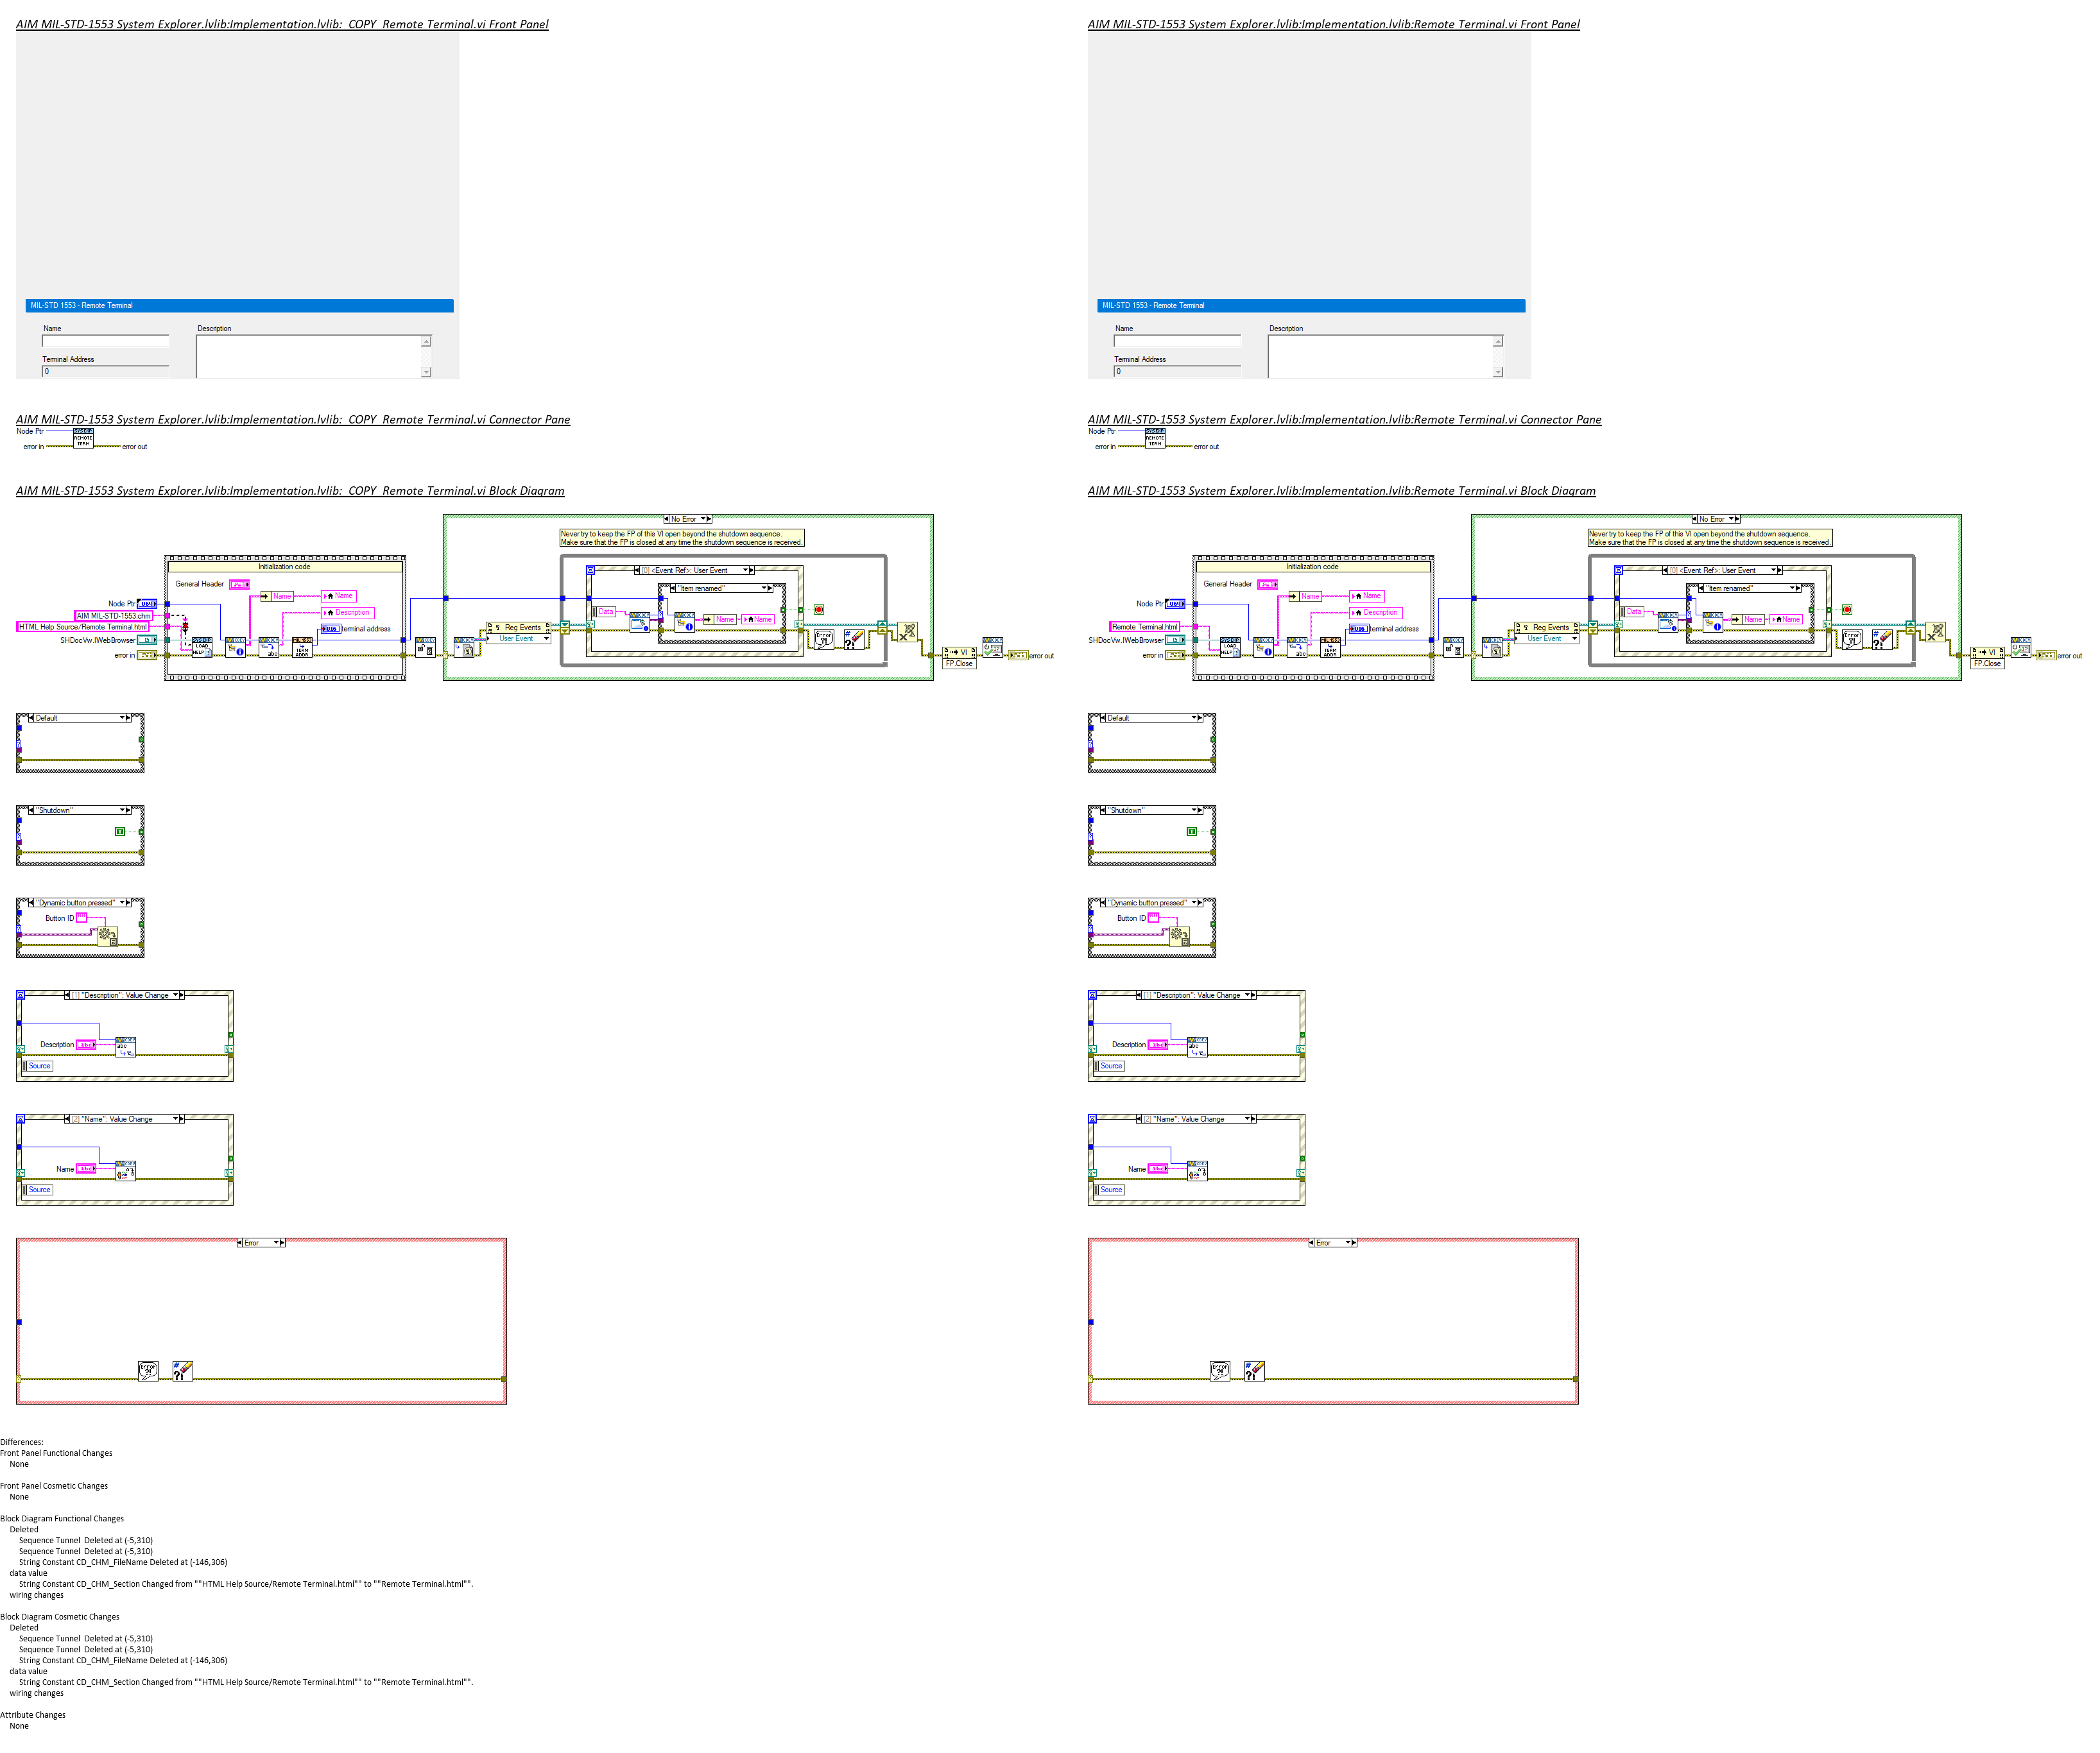 AIM MIL-STD-1553 System Explorer.lvlib:Implementation.lvlib:_COPY_Remote Terminal.vi Front Panel
MIL-STD 1553 - Remote Terminal
Name
Description
Terminal Address
0
AIM MIL-STD-1553 System Explorer.lvlib:Implementation.lvlib:_COPY_Remote Terminal.vi Connector Pane
Node Ptr
SYS EXP
REMOTE
TERM
error in
error out
AIM MIL-STD-1553 System Explorer.lvlib:Implementation.lvlib:_COPY_Remote Terminal.vi Block Diagram
No Error
Never try to keep the FP of this VI open beyond the shutdown sequence.
Make sure that the FP is closed at any time the shutdown sequence is received.
Initialization code
[0] <Event Ref>: User Event
General Header
Name
Name
"Item renamed"
Node Ptr
AIM MIL-STD-1553.chm
Description
Data
HTML Help Source/Remote Terminal.html
U16
terminal address
Name
Name
Reg Events
User Event
SHDocVw.IWebBrowser
LOAD
HELP
abc
TERM
ADDR
error in
VI
FP.Close
error out
Default
"Shutdown"
"Dynamic button pressed"
Button ID
[1] "Description": Value Change
Description
abc
abc
Source
[2] "Name": Value Change
Name
abc
Source
Error
Error
?!
#
?!
Differences:
Front Panel Functional Changes
None
Front Panel Cosmetic Changes
None
Block Diagram Functional Changes
Deleted
Sequence Tunnel  Deleted at (-5,310)
Sequence Tunnel  Deleted at (-5,310)
String Constant CD_CHM_FileName Deleted at (-146,306)
data value
String Constant CD_CHM_Section Changed from ""HTML Help Source/Remote Terminal.html"" to ""Remote Terminal.html"".
wiring changes
Block Diagram Cosmetic Changes
Deleted
Sequence Tunnel  Deleted at (-5,310)
Sequence Tunnel  Deleted at (-5,310)
String Constant CD_CHM_FileName Deleted at (-146,306)
data value
String Constant CD_CHM_Section Changed from ""HTML Help Source/Remote Terminal.html"" to ""Remote Terminal.html"".
wiring changes
Attribute Changes
None
AIM MIL-STD-1553 System Explorer.lvlib:Implementation.lvlib:Remote Terminal.vi Front Panel
MIL-STD 1553 - Remote Terminal
Name
Description
Terminal Address
0
AIM MIL-STD-1553 System Explorer.lvlib:Implementation.lvlib:Remote Terminal.vi Connector Pane
Node Ptr
SYS EXP
REMOTE
TERM
error in
error out
AIM MIL-STD-1553 System Explorer.lvlib:Implementation.lvlib:Remote Terminal.vi Block Diagram
No Error
Never try to keep the FP of this VI open beyond the shutdown sequence.
Make sure that the FP is closed at any time the shutdown sequence is received.
Initialization code
[0] <Event Ref>: User Event
General Header
Name
Name
"Item renamed"
Node Ptr
Description
Data
Remote Terminal.html
U16
terminal address
Name
Name
Reg Events
User Event
SHDocVw.IWebBrowser
LOAD
HELP
abc
TERM
ADDR
error in
VI
FP.Close
error out
Default
"Shutdown"
"Dynamic button pressed"
Button ID
[1] "Description": Value Change
Description
abc
abc
Source
[2] "Name": Value Change
Name
abc
Source
Error
Error
?!
#
?!